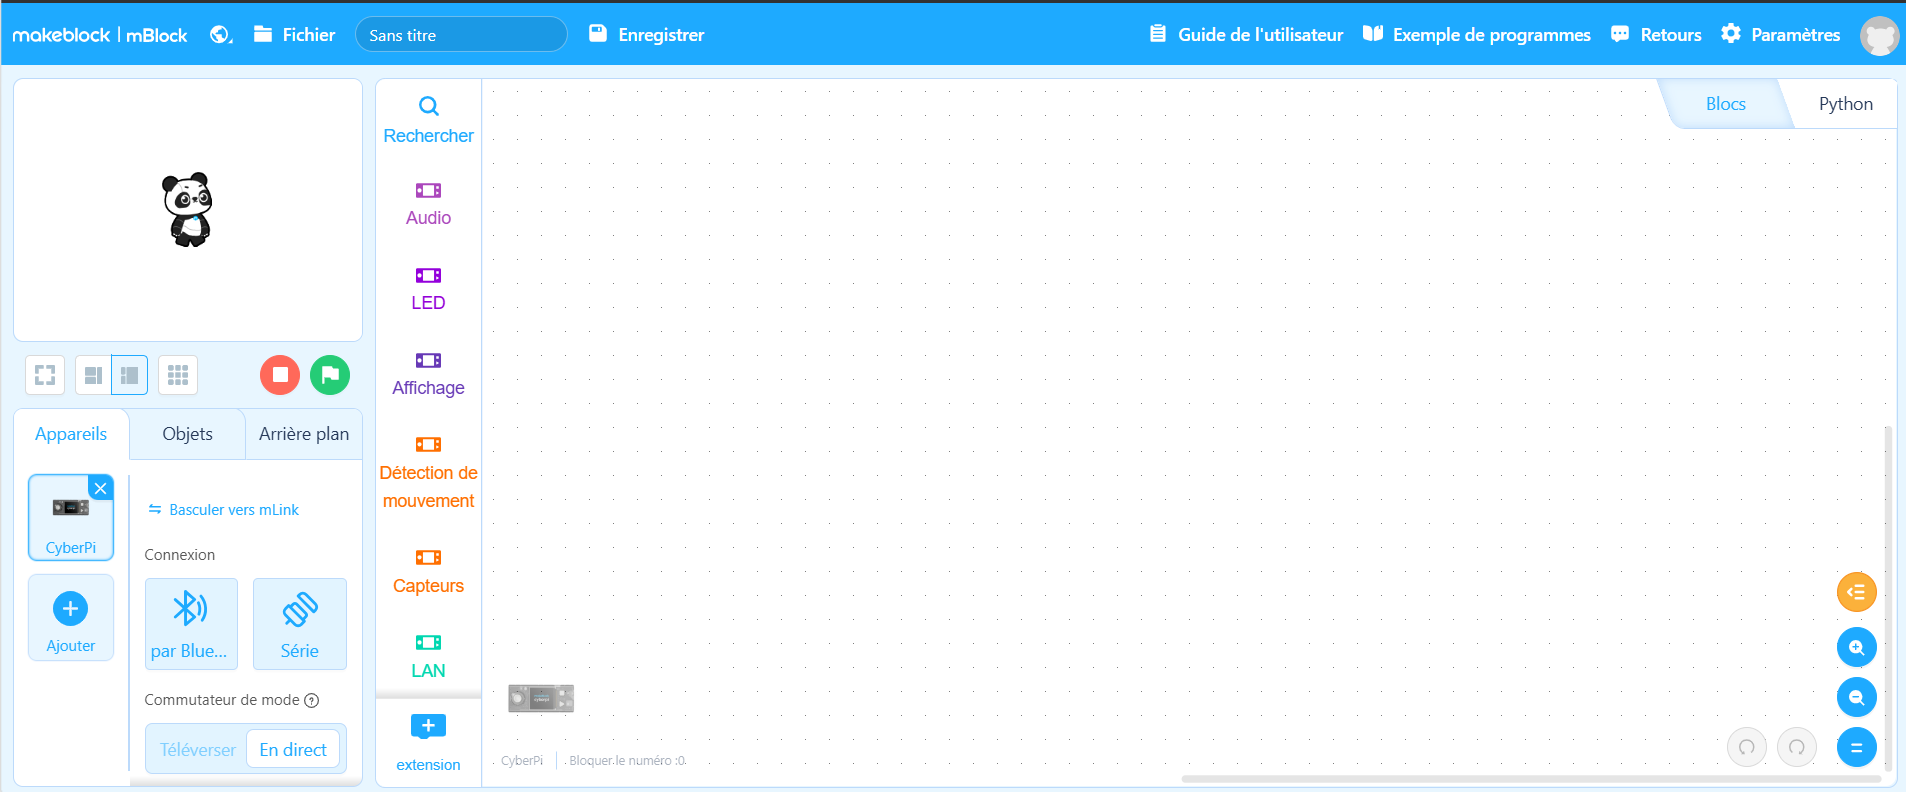 makeblock | mBlock
Fichier
Sans titre
Enregistrer
Guide de l'utilisateur
Exemple de programmes
Retours
Paramètres
Rechercher
Audio
LED
Affichage
Détection de
mouvement
Capteurs
LAN
extension
Blocs
Python
Appareils
Objets
Arrière plan
CyberPi
Ajouter
Basculer vers mLink
Connexion
par Blue...
Série
Commutateur de mode
Téléverser
En direct
CyberPi
Bloquer le numéro :0